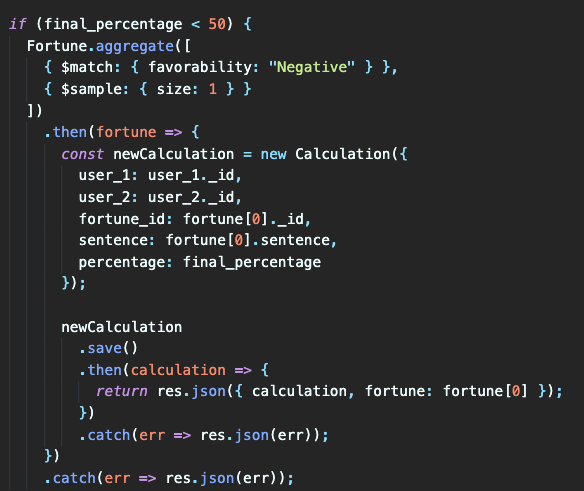 if (final_percentage < 50) {
  Fortune.aggregate([
    { $match: { favorability: "Negative" } },
    { $sample: { size: 1 } }
  ])
    .then(fortune => {
      const newCalculation = new Calculation({
        user_1: user_1._id,
        user_2: user_2._id,
        fortune_id: fortune[0]._id,
        sentence: fortune[0].sentence,
        percentage: final_percentage
      });

      newCalculation
        .save()
        .then(calculation => {
          return res.json({ calculation, fortune: fortune[0] });
        })
        .catch(err => res.json(err));
    })
    .catch(err => res.json(err));